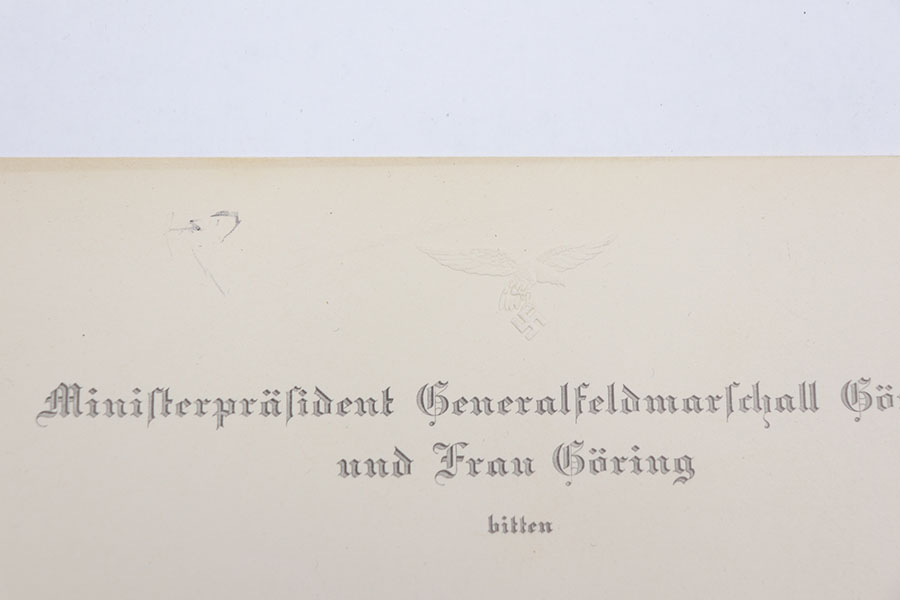 Ministerpräsident Generalfeldmarschall Gö
und Frau Göring
bitten